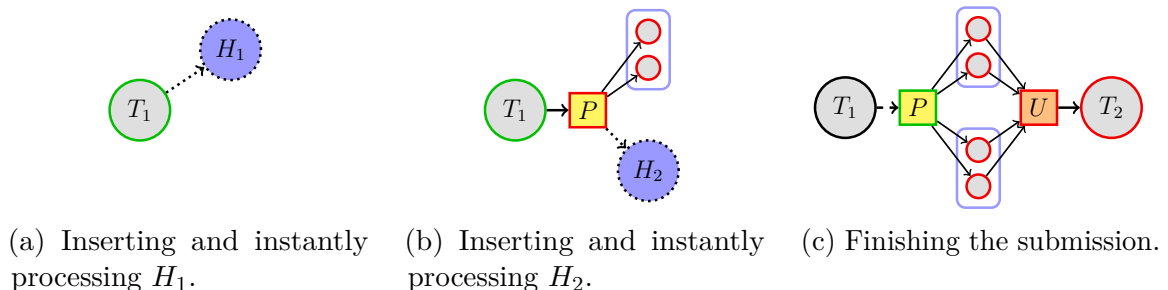 H₁
T₁
(a) Inserting and instantly
processing H₁.
T₁
P
H₂
(b) Inserting and instantly
processing H₂.
T₁
P
U
T₂
(c) Finishing the submission.